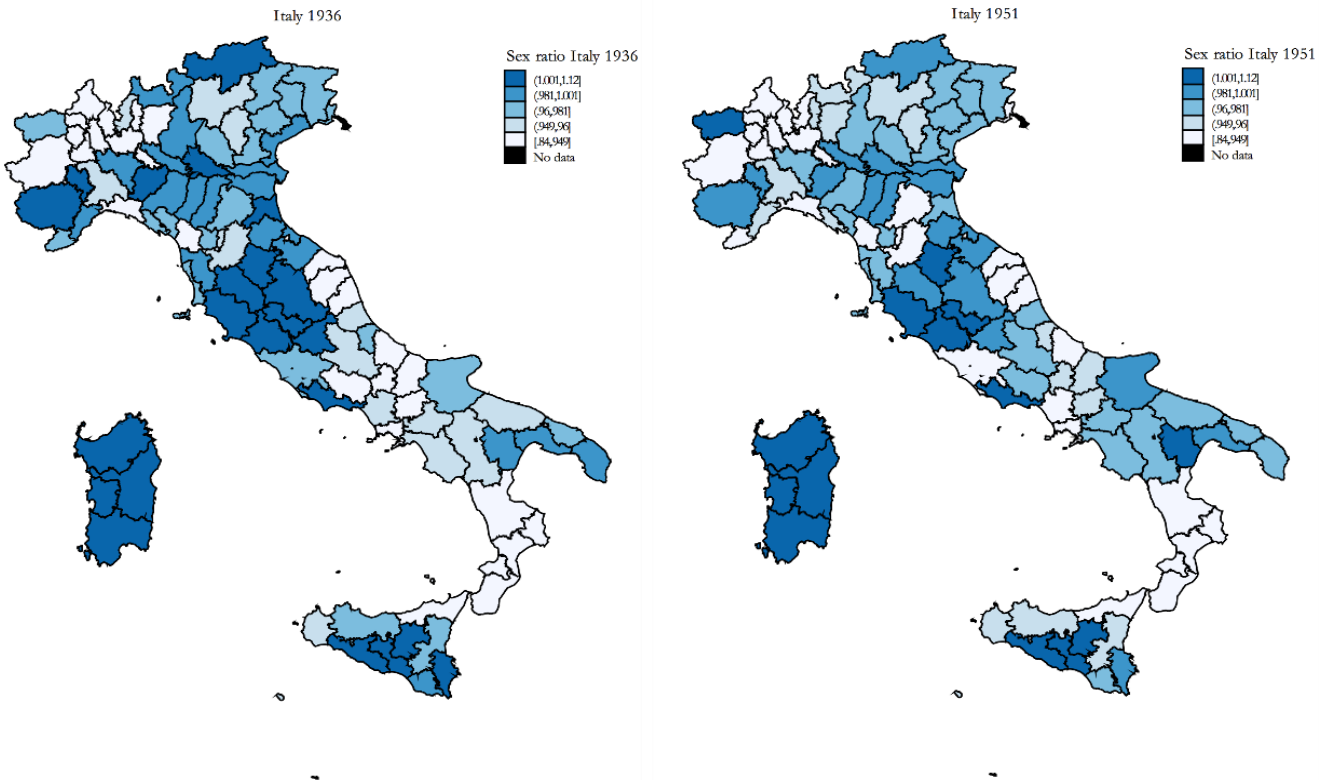 Italy 1936
Sex ratio Italy 1936
(1.001,1.12]
(.981,1.001]
(.96,.981]
(.949,.96]
[.84,.949]
No data
Italy 1951
Sex ratio Italy 1951
(1.001,1.12]
(.981,1.001]
(.96,.981]
(.949,.96]
[.84,.949]
No data